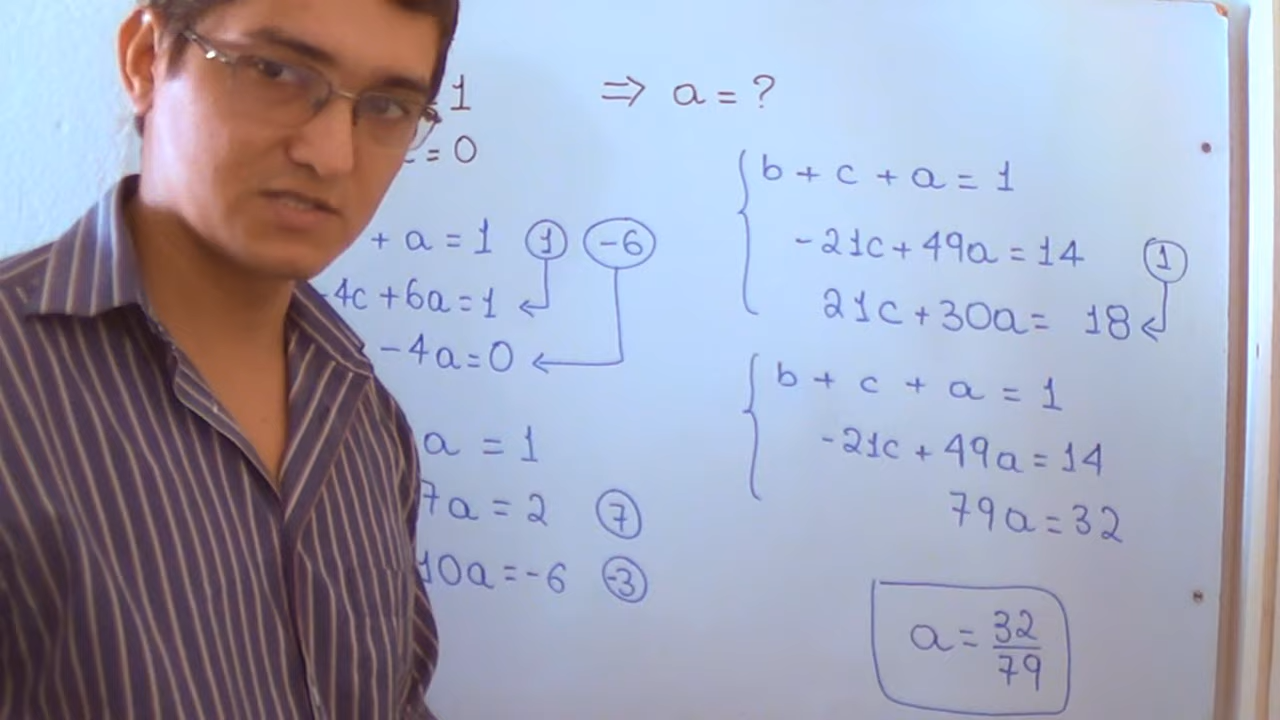 = 1 ⇒ a = ?
c = 0
+ a = 1 ① (-6)
-4c + 6a = 1
- 4a = 0
a = 1
7a = 2 ⑦
10a = -6 (-3)
b + c + a = 1
-21c + 49a = 14 ①
21c + 30a = 18
b + c + a = 1
-21c + 49a = 14
79a = 32
a = 32/79